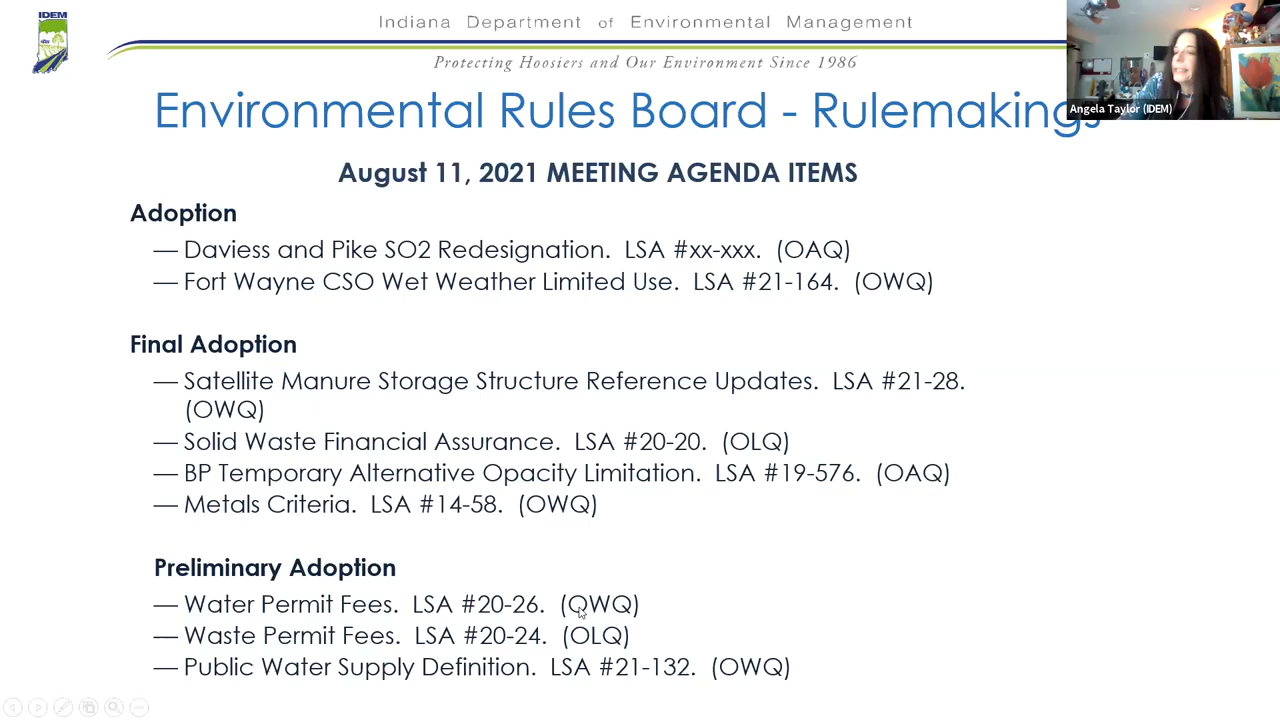 IDEM
Indiana Department of Environmental Management
Protecting Hoosiers and Our Environment Since 1986
Angela Taylor (IDEM)
Environmental Rules Board - Rulemakings
August 11, 2021 MEETING AGENDA ITEMS
Adoption
— Daviess and Pike SO2 Redesignation. LSA #xx-xxx. (OAQ)
— Fort Wayne CSO Wet Weather Limited Use. LSA #21-164. (OWQ)
Final Adoption
— Satellite Manure Storage Structure Reference Updates. LSA #21-28.
(OWQ)
— Solid Waste Financial Assurance. LSA #20-20. (OLQ)
— BP Temporary Alternative Opacity Limitation. LSA #19-576. (OAQ)
— Metals Criteria. LSA #14-58. (OWQ)
Preliminary Adoption
— Water Permit Fees. LSA #20-26. (OWQ)
— Waste Permit Fees. LSA #20-24. (OLQ)
— Public Water Supply Definition. LSA #21-132. (OWQ)